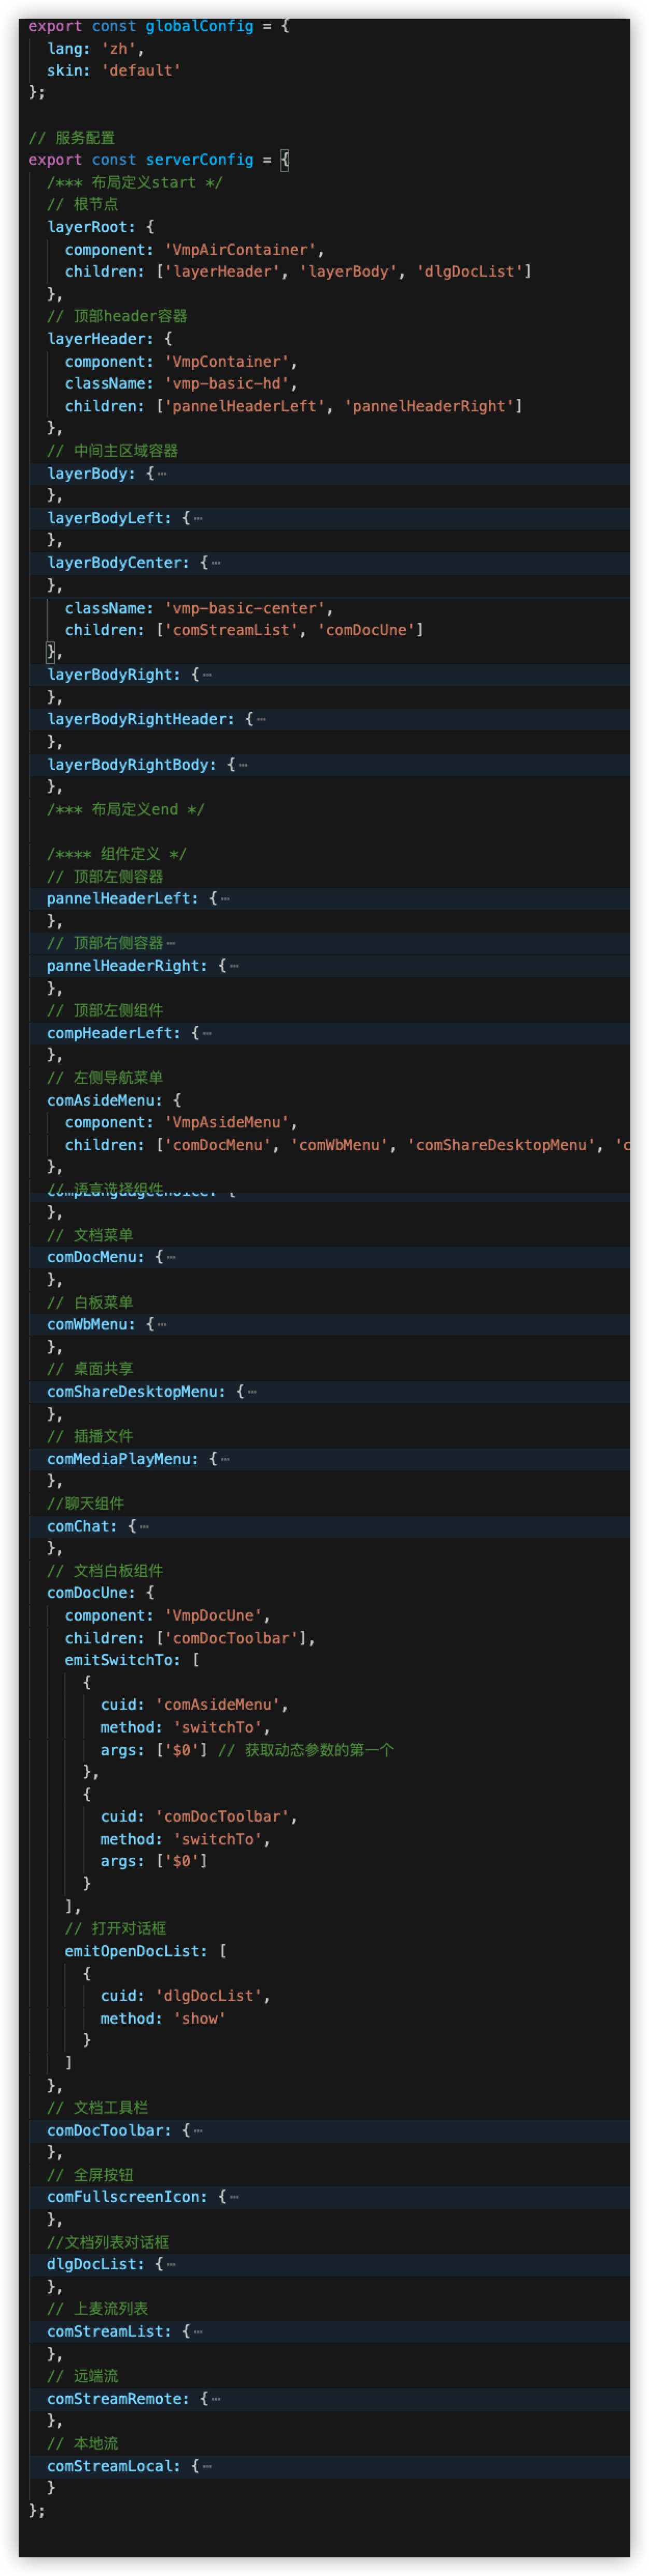 export const globalConfig = {
  lang: 'zh',
  skin: 'default'
};

// 服务配置
export const serverConfig = {
  /*** 布局定义start */
  // 根节点
  layerRoot: {
    component: 'VmpAirContainer',
    children: ['layerHeader', 'layerBody', 'dlgDocList']
  },
  // 顶部header容器
  layerHeader: {
    component: 'VmpContainer',
    className: 'vmp-basic-hd',
    children: ['pannelHeaderLeft', 'pannelHeaderRight']
  },
  // 中间主区域容器
  layerBody: {⋯
  },
  layerBodyLeft: {⋯
  },
  layerBodyCenter: {⋯
  },
    className: 'vmp-basic-center',
    children: ['comStreamList', 'comDocUne']
  },
  layerBodyRight: {⋯
  },
  layerBodyRightHeader: {⋯
  },
  layerBodyRightBody: {⋯
  },
  /*** 布局定义end */

  /**** 组件定义 */
  // 顶部左侧容器
  pannelHeaderLeft: {⋯
  },
  // 顶部右侧容器⋯
  pannelHeaderRight: {⋯
  },
  // 顶部左侧组件
  compHeaderLeft: {⋯
  },
  // 左侧导航菜单
  comAsideMenu: {
    component: 'VmpAsideMenu',
    children: ['comDocMenu', 'comWbMenu', 'comShareDesktopMenu', 'c
  },
  // 语言选择组件
  compLanguageChoice: {
  },
  // 文档菜单
  comDocMenu: {⋯
  },
  // 白板菜单
  comWbMenu: {⋯
  },
  // 桌面共享
  comShareDesktopMenu: {⋯
  },
  // 插播文件
  comMediaPlayMenu: {⋯
  },
  //聊天组件
  comChat: {⋯
  },
  // 文档白板组件
  comDocUne: {
    component: 'VmpDocUne',
    children: ['comDocToolbar'],
    emitSwitchTo: [
      {
        cuid: 'comAsideMenu',
        method: 'switchTo',
        args: ['$0'] // 获取动态参数的第一个
      },
      {
        cuid: 'comDocToolbar',
        method: 'switchTo',
        args: ['$0']
      }
    ],
    // 打开对话框
    emitOpenDocList: [
      {
        cuid: 'dlgDocList',
        method: 'show'
      }
    ]
  },
  // 文档工具栏
  comDocToolbar: {⋯
  },
  // 全屏按钮
  comFullscreenIcon: {⋯
  },
  //文档列表对话框
  dlgDocList: {⋯
  },
  // 上麦流列表
  comStreamList: {⋯
  },
  // 远端流
  comStreamRemote: {⋯
  },
  // 本地流
  comStreamLocal: {⋯
  }
};